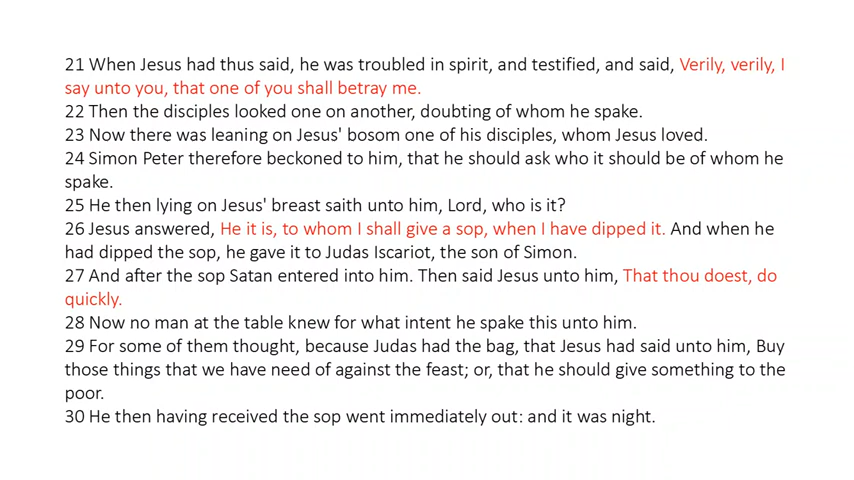 21 When Jesus had thus said, he was troubled in spirit, and testified, and said, Verily, verily, I
say unto you, that one of you shall betray me.
22 Then the disciples looked one on another, doubting of whom he spake.
23 Now there was leaning on Jesus' bosom one of his disciples, whom Jesus loved.
24 Simon Peter therefore beckoned to him, that he should ask who it should be of whom he
spake.
25 He then lying on Jesus' breast saith unto him, Lord, who is it?
26 Jesus answered, He it is, to whom I shall give a sop, when I have dipped it. And when he
had dipped the sop, he gave it to Judas Iscariot, the son of Simon.
27 And after the sop Satan entered into him. Then said Jesus unto him, That thou doest, do
quickly.
28 Now no man at the table knew for what intent he spake this unto him.
29 For some of them thought, because Judas had the bag, that Jesus had said unto him, Buy
those things that we have need of against the feast; or, that he should give something to the
poor.
30 He then having received the sop went immediately out: and it was night.